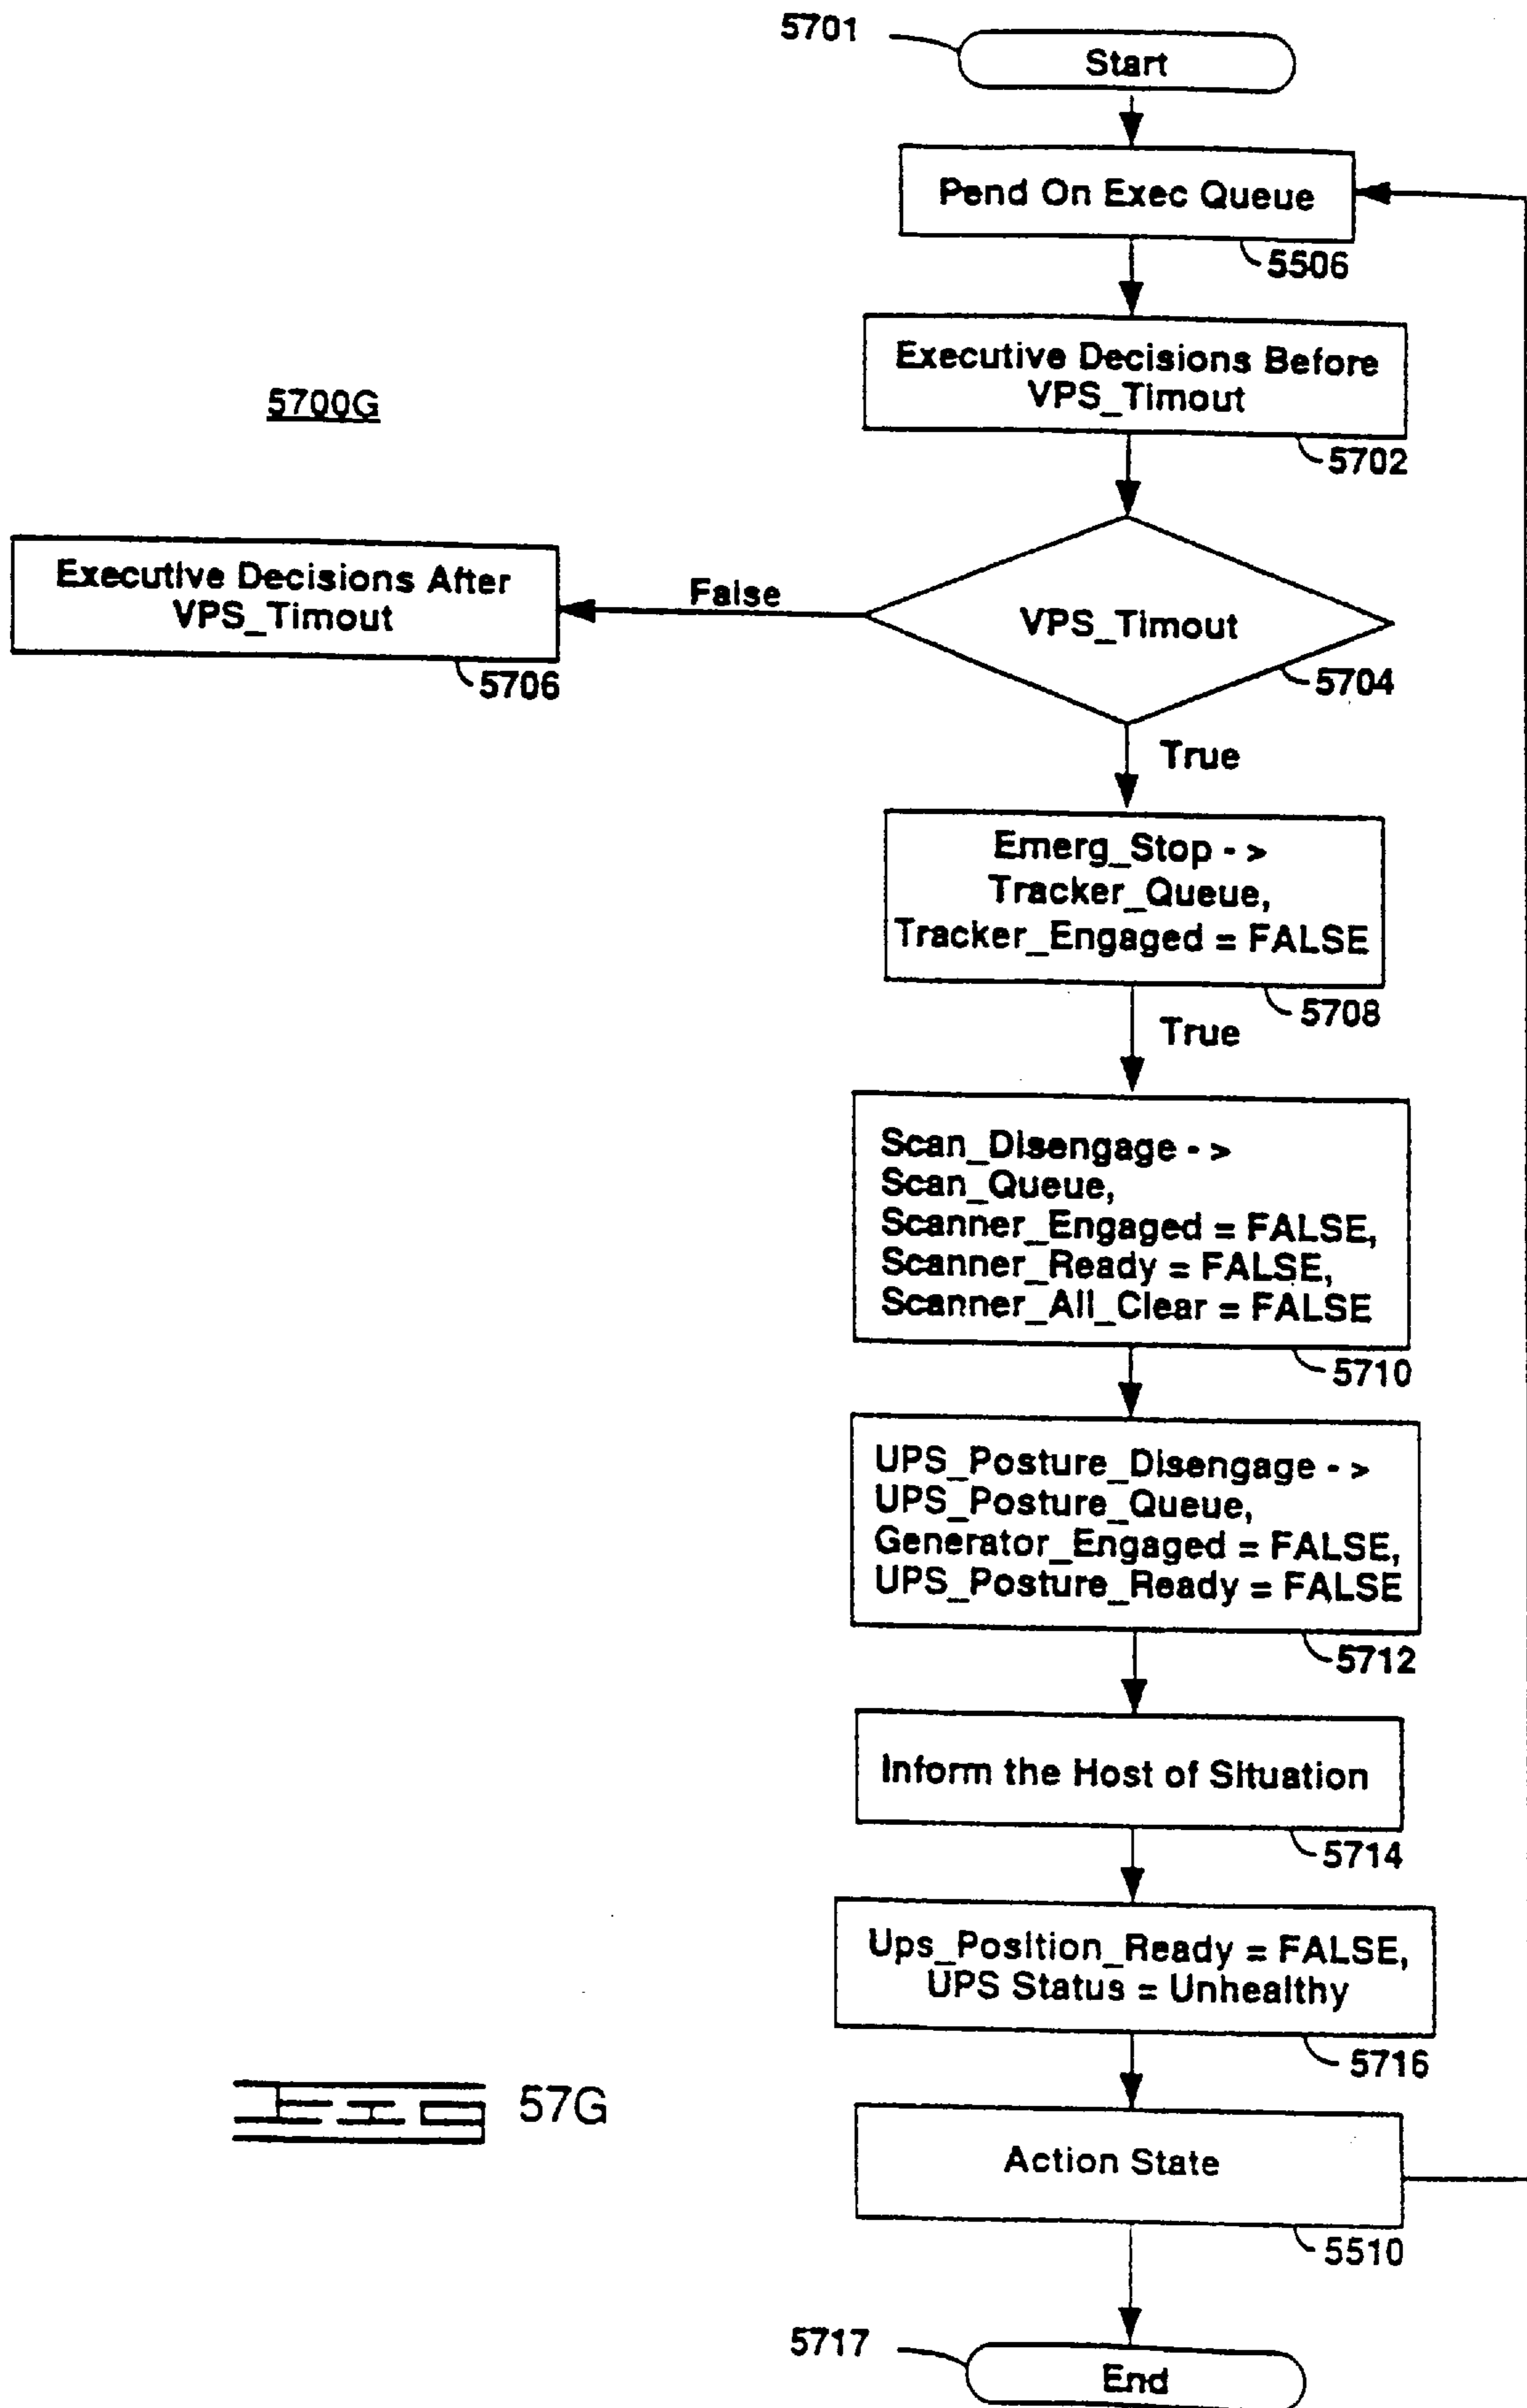 5701
Start
Pend On Exec Queue
5506
Executive Decisions Before
VPS_Timout
5702
5700G
Executive Decisions After
VPS_Timout
5706
False
VPS_Timout
5704
True
Emerg_Stop - >
Tracker_Queue,
Tracker_Engaged = FALSE
5708
True
Scan_Disengage - >
Scan_Queue,
Scanner_Engaged = FALSE,
Scanner_Ready = FALSE,
Scanner_All_Clear = FALSE
5710
UPS_Posture_Disengage - >
UPS_Posture_Queue,
Generator_Engaged = FALSE,
UPS_Posture_Ready = FALSE
5712
Inform the Host of Situation
5714
Ups_Position_Ready = FALSE,
UPS Status = Unhealthy
5716
57G
Action State
5510
5717
End